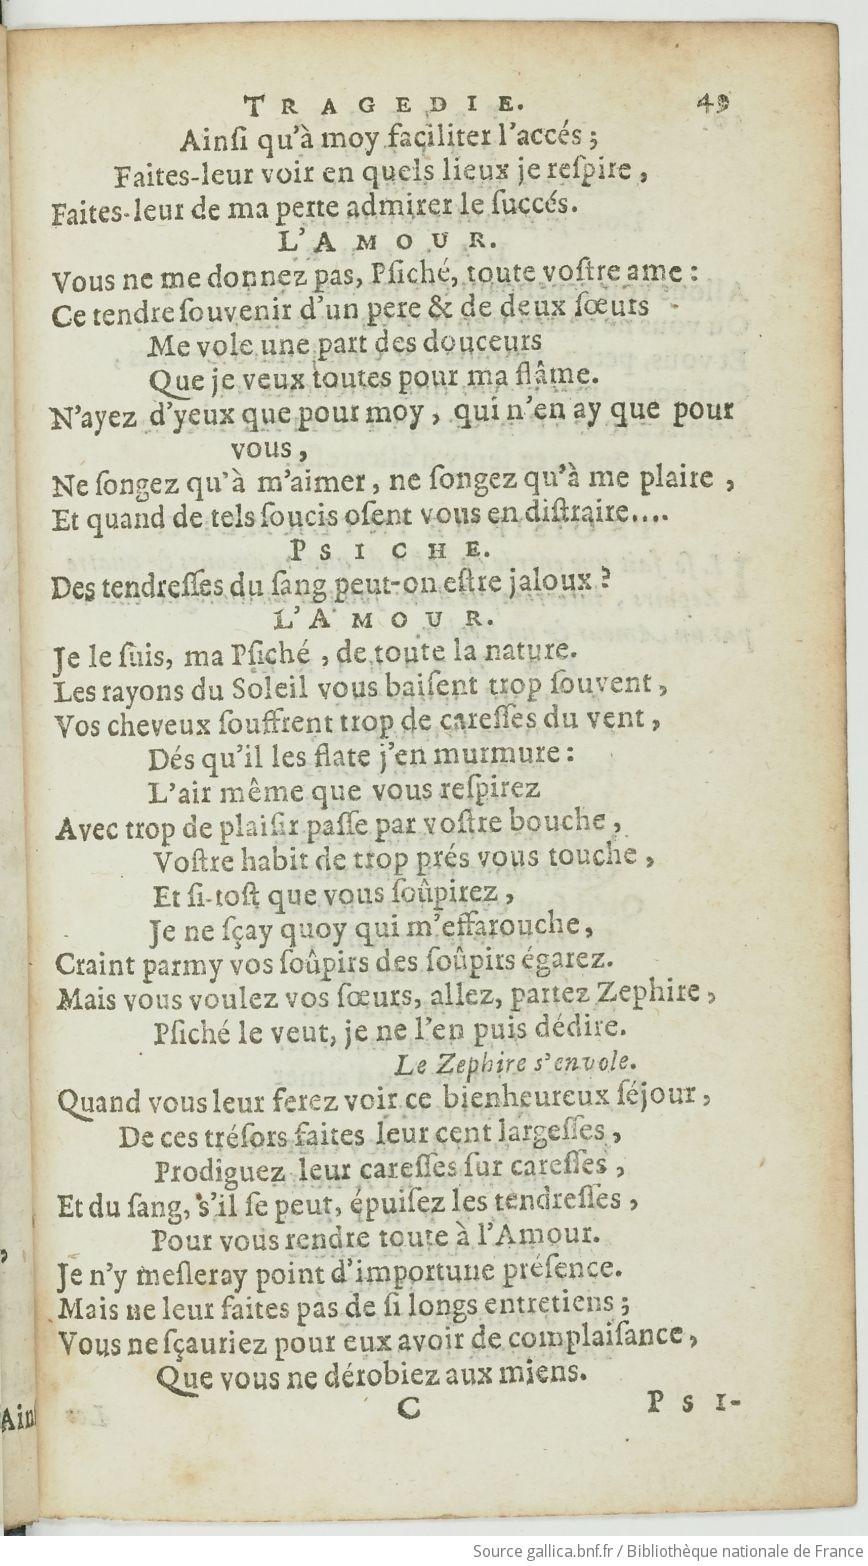 TRAGEDIE. 49
Ainſi qu'à moy faciliter l'accés ;
Faites-leur voir en quels lieux je reſpire ,
Faites-leur de ma perte admirer le ſuccés.
L'AMOUR.
Vous ne me donnez pas, Pſiché, toute voſtre ame :
Ce tendre ſouvenir d'un pere & de deux ſœurs
Me vole une part des douceurs
Que je veux toutes pour ma flâme.
N'ayez d'yeux que pour moy , qui n'en ay que pour
vous ,
Ne ſongez qu'à m'aimer , ne ſongez qu'à me plaire ,
Et quand de tels ſoucis oſent vous en diſtraire....
PSICHE.
Des tendreſſes du ſang peut-on eſtre jaloux ?
L'AMOUR.
Je le ſuis, ma Pſiché , de toute la nature.
Les rayons du Soleil vous baiſent trop ſouvent ,
Vos cheveux ſouffrent trop de careſſes du vent ,
Dés qu'il les flate j'en murmure :
L'air même que vous reſpirez
Avec trop de plaiſir paſſe par voſtre bouche ,
Voſtre habit de trop prés vous touche ,
Et ſi-toſt que vous ſoûpirez ,
Je ne ſçay quoy qui m'effarouche ,
Craint parmy vos ſoûpirs des ſoûpirs égarez.
Mais vous voulez vos ſœurs, allez, partez Zephire ,
Pſiché le veut, je ne l'en puis dédire.
Le Zephire s'envole.
Quand vous leur ferez voir ce bienheureux ſéjour ,
De ces tréſors faites leur cent largeſſes ,
Prodiguez leur careſſes ſur careſſes ,
Et du ſang, s'il ſe peut, épuiſez les tendreſſes ,
Pour vous rendre toute à l'Amour.
Je n'y meſleray point d'importune préſence.
Mais ne leur faites pas de ſi longs entretiens ;
Vous ne ſçauriez pour eux avoir de complaiſance ,
Que vous ne dérobiez aux miens.
C PSI-
Ain
Source gallica.bnf.fr / Bibliothèque nationale de France